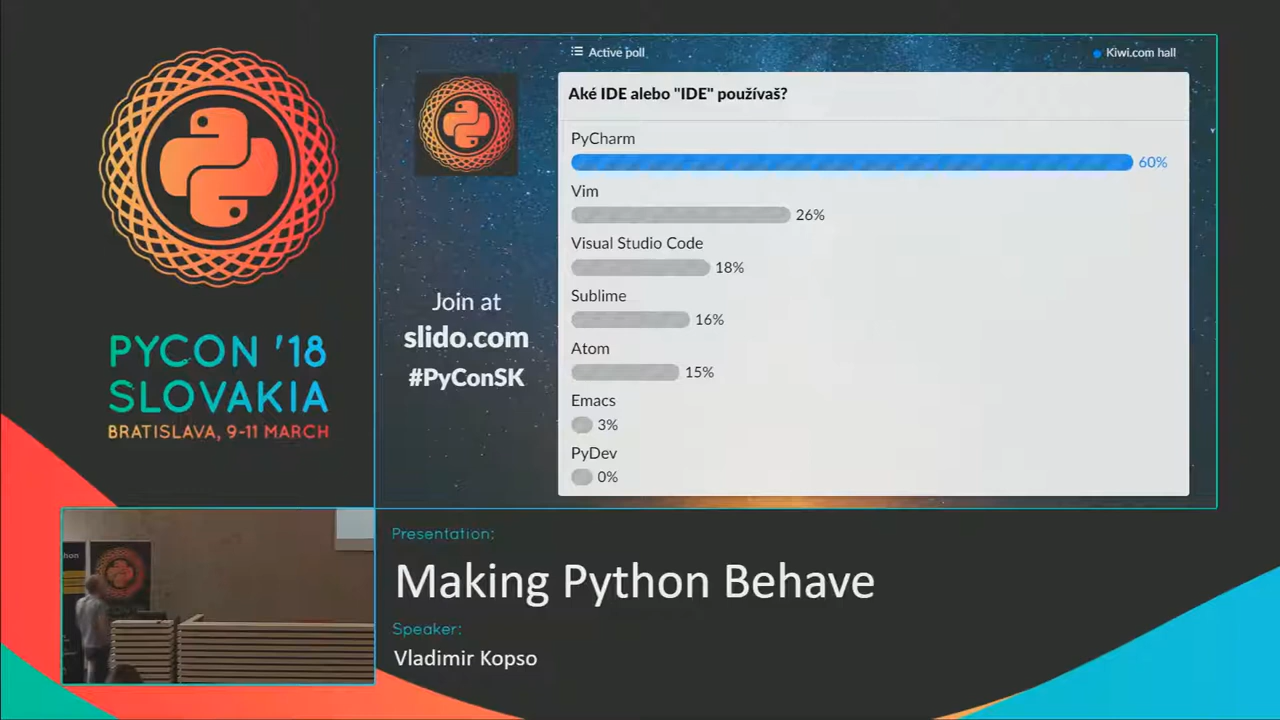 PYCON '18
SLOVAKIA
BRATISLAVA, 9-11 MARCH
Active poll
Kiwi.com hall
Join at
slido.com
#PyConSK
Aké IDE alebo "IDE" používaš?
PyCharm
60%
Vim
26%
Visual Studio Code
18%
Sublime
16%
Atom
15%
Emacs
3%
PyDev
0%
hon
Presentation:
Making Python Behave
Speaker:
Vladimir Kopso